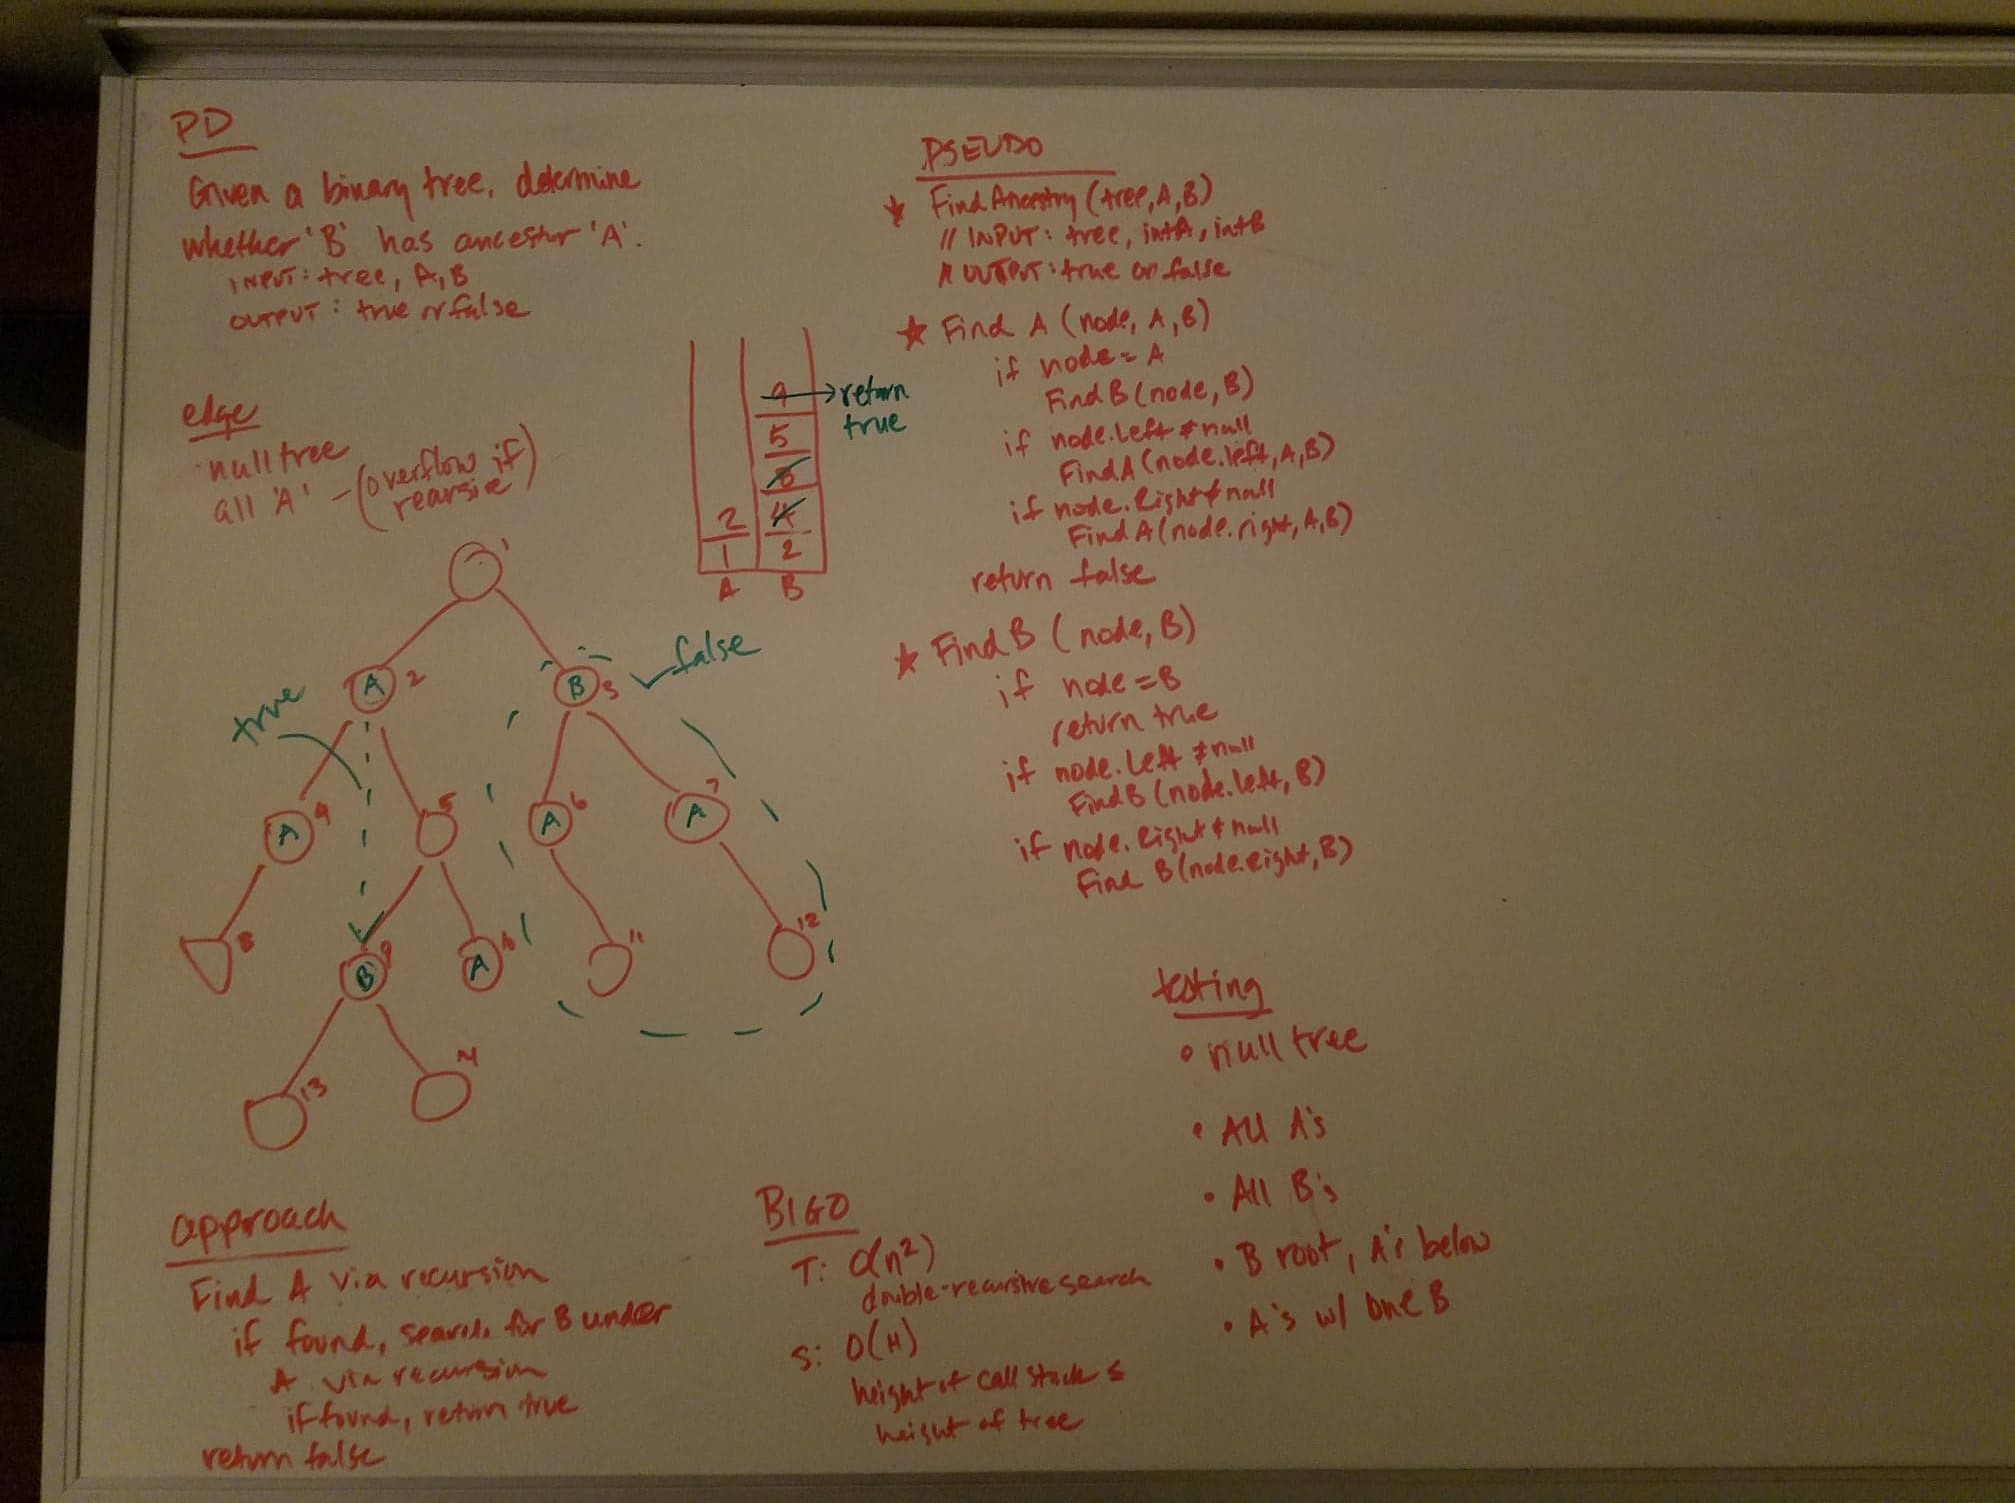 PD
Given a binary tree, determine
whether 'B' has ancestor 'A'.
INPUT: tree, A,B
OUTPUT: true or false
edge
null tree
all 'A' - (overflow if
recursie)
9 → return
true
5
8
2 4
1 2
A B
1
A 2
B 3
false
true
A 4
5
A 6
A 7
8
B 9
A
11
12
13
14
approach
Find A via recursion
if found, search for B under
A via recursion
if found, return true
return false
PSEUDO
Find Ancestry (tree,A,B)
// INPUT: tree, intA, intB
// OUTPUT: true or false
Find A (node, A,B)
if node = A
Find B (node, B)
if node.left ≠ null
Find A (node.left, A,B)
if node.Right ≠ null
Find A (node.right, A,B)
return false
Find B (node, B)
if node = B
return true
if node.Left ≠ null
Find B (node.left, B)
if node.Right ≠ null
Find B (node.Right, B)
BIGO
T: O(n²)
double-recursive search
S: O(H)
height of call stack ≤
height of tree
testing
• null tree
• All A's
• All B's
• B root, A's below
• A's w/ one B